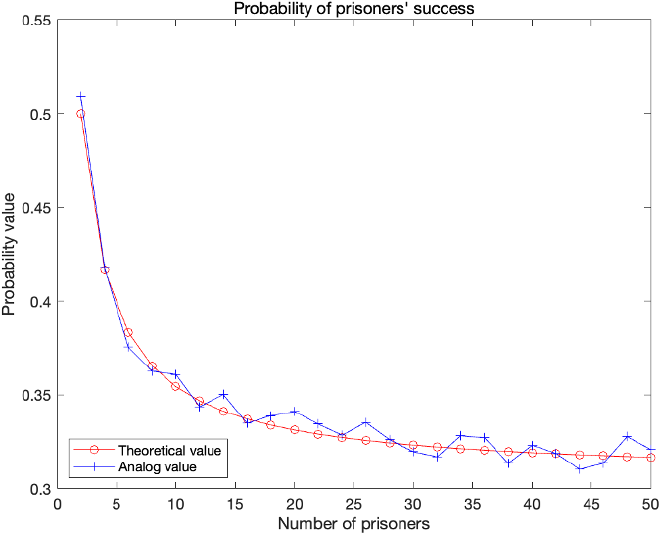 Probability of prisoners' success
0.55
0.5
0.45
0.4
0.35
0.3
Probability value
Theoretical value
Analog value
0 5 10 15 20 25 30 35 40 45 50
Number of prisoners